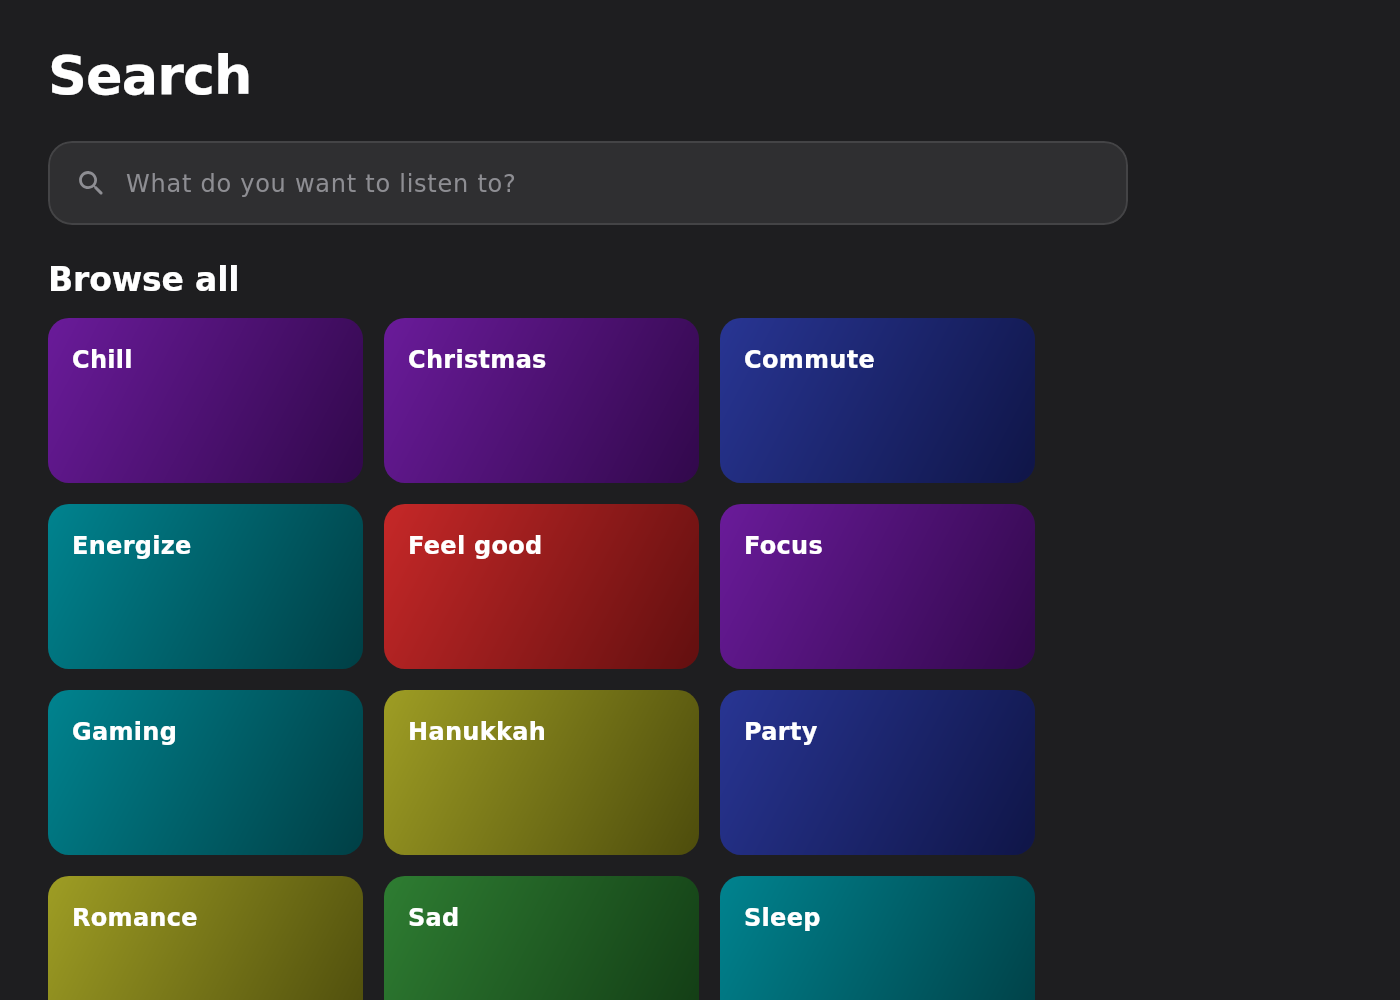 Search
What do you want to listen to?
Browse all
Chill
Christmas
Commute
Energize
Feel good
Focus
Gaming
Hanukkah
Party
Romance
Sad
Sleep